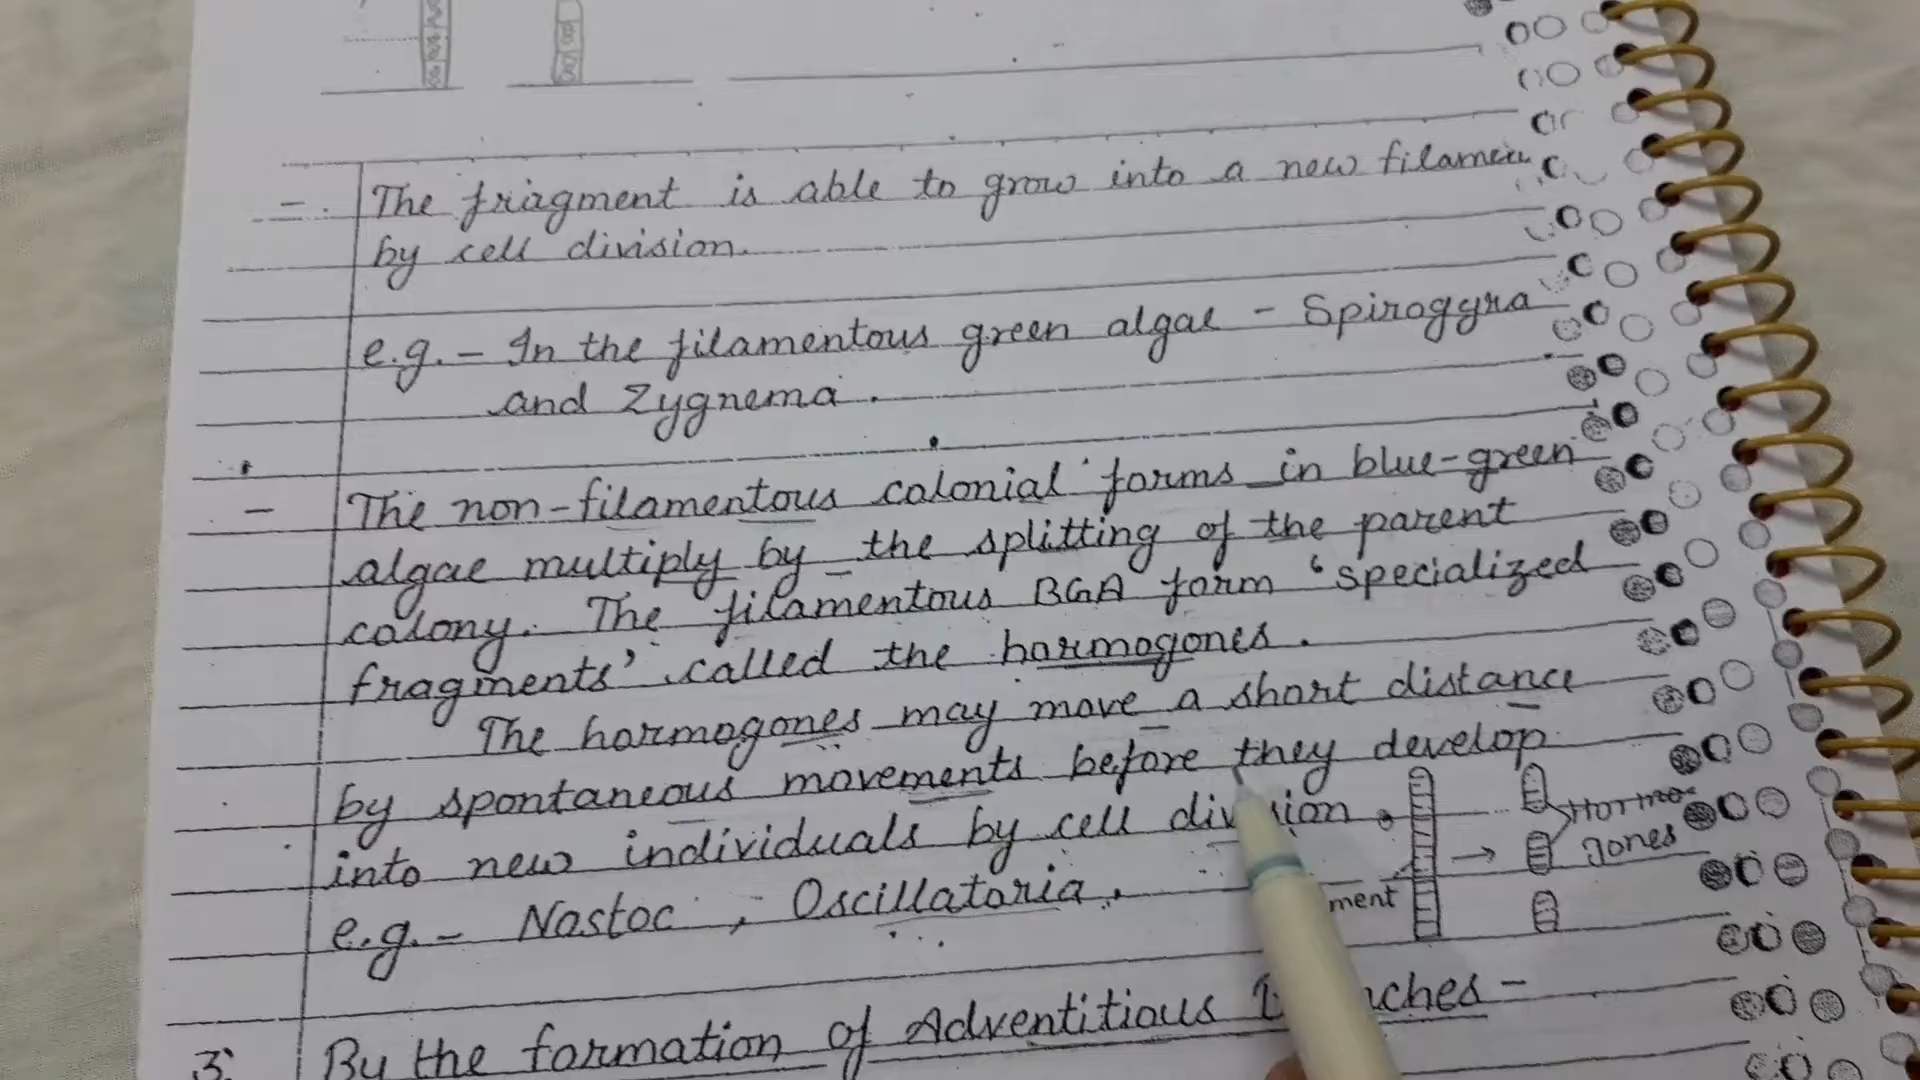 - The fragment is able to grow into a new
by cell division.
e.g. - In the filamentous green algae - Spirogyra
and Zygnema.
- The non-filamentous colonial forms in blue-green
algae multiply by the splitting of the parent
colony. The filamentous BGA form 'specialized
fragments' called the hormogones.
The hormogones may move a short distance
by spontaneous movements before they develop
into new individuals by cell division
Hormo-
gones
e.g. - Nostoc, Oscillatoria.
ment
3. By the formation of Adventitious